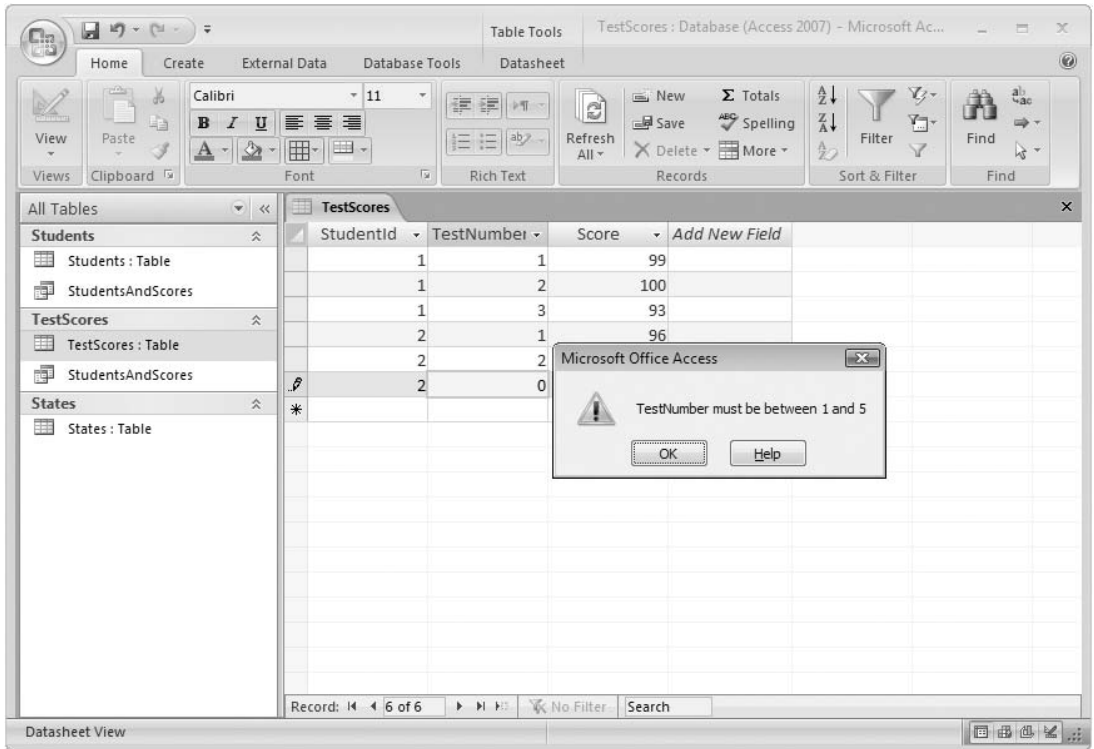 Table Tools
TestScores : Database (Access 2007) - Microsoft Ac...
Home Create External Data Database Tools Datasheet
View
Views
Paste
Clipboard
Calibri 11
B I U
A
Font
Rich Text
Refresh All
New
Save
Delete
Totals
Spelling
More
Records
Filter
Sort & Filter
Find
Find
All Tables
Students
Students : Table
StudentsAndScores
TestScores
TestScores : Table
StudentsAndScores
States
States : Table
TestScores
StudentId TestNumber Score Add New Field
1 1 99
1 2 100
1 3 93
2 1 96
2 2
2 0
Microsoft Office Access
TestNumber must be between 1 and 5
OK Help
Record: 6 of 6 No Filter Search
Datasheet View